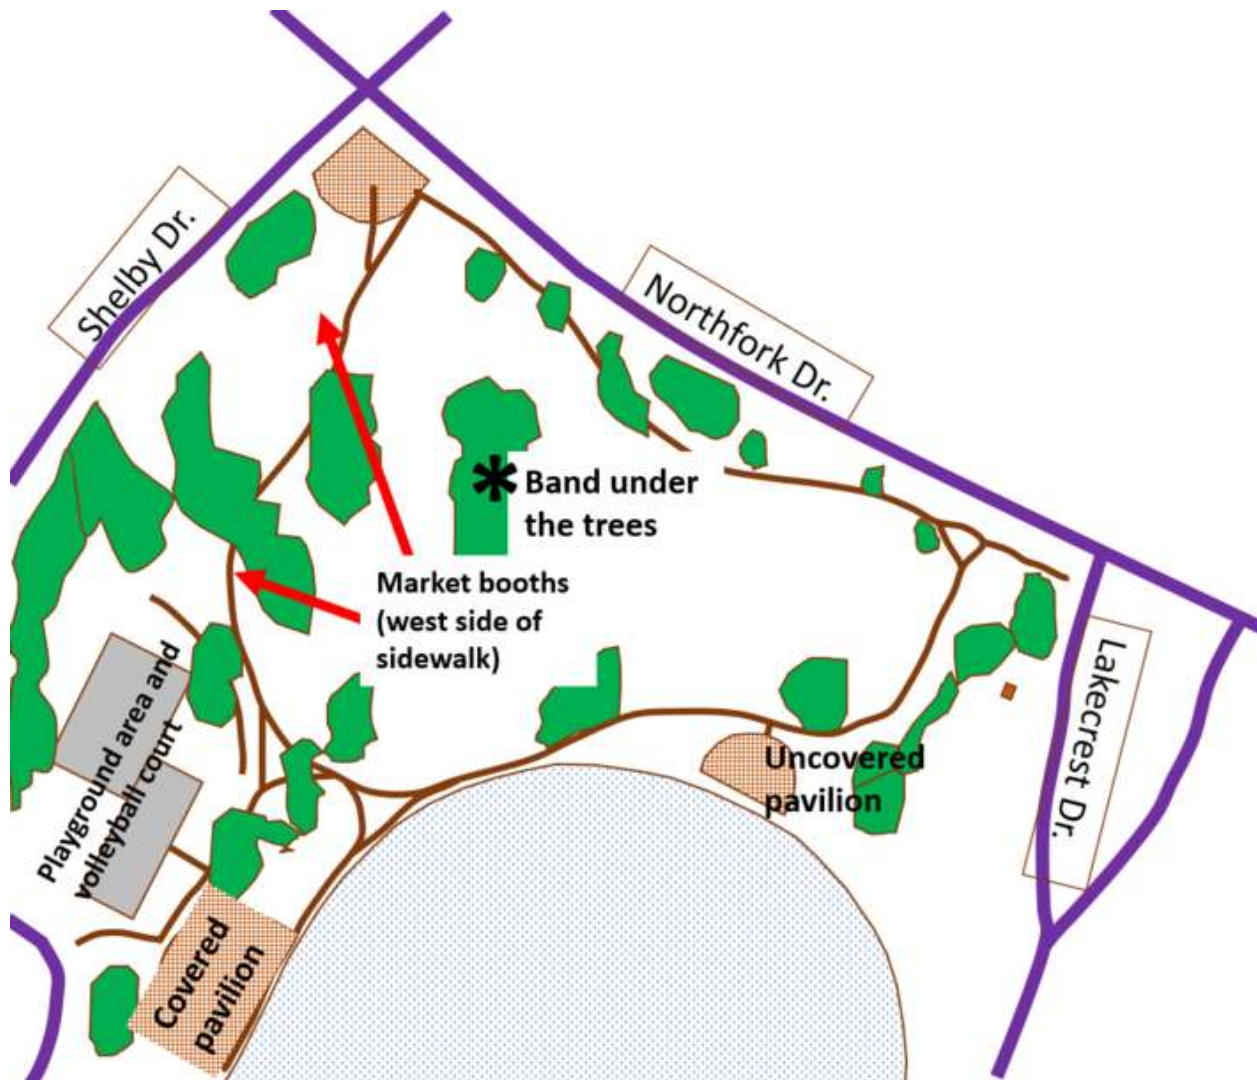 Shelby Dr.
Northfork Dr.
Band under
the trees
Market booths
(west side of
sidewalk)
Playground area and
volleyball court
Lakecrest Dr.
Uncovered
pavilion
Covered
pavilion